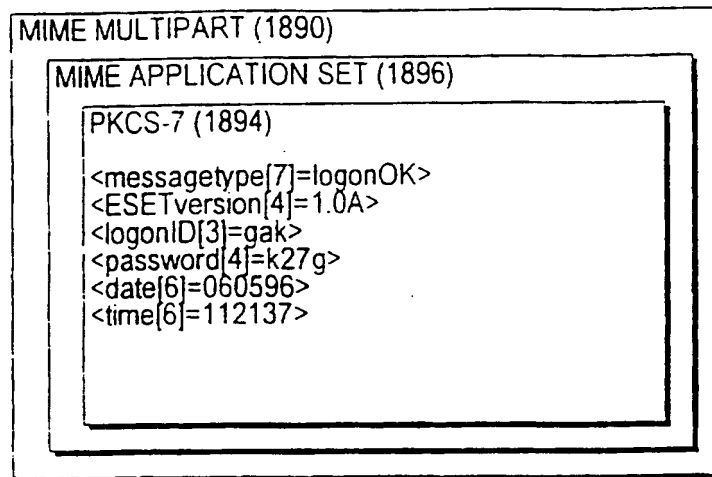 MIME MULTIPART (1890)
MIME APPLICATION SET (1896)
PKCS-7 (1894)
<messagetype[7]=logonOK>
<ESETversion[4]=1.0A>
<logonID[3]=gak>
<password[4]=k27g>
<date[6]=060596>
<time[6]=112137>